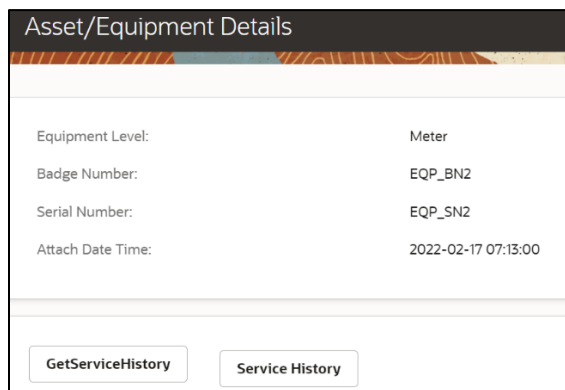 Asset/Equipment Details
Equipment Level: Meter
Badge Number: EQP_BN2
Serial Number: EQP_SN2
Attach Date Time: 2022-02-17 07:13:00
GetServiceHistory Service History